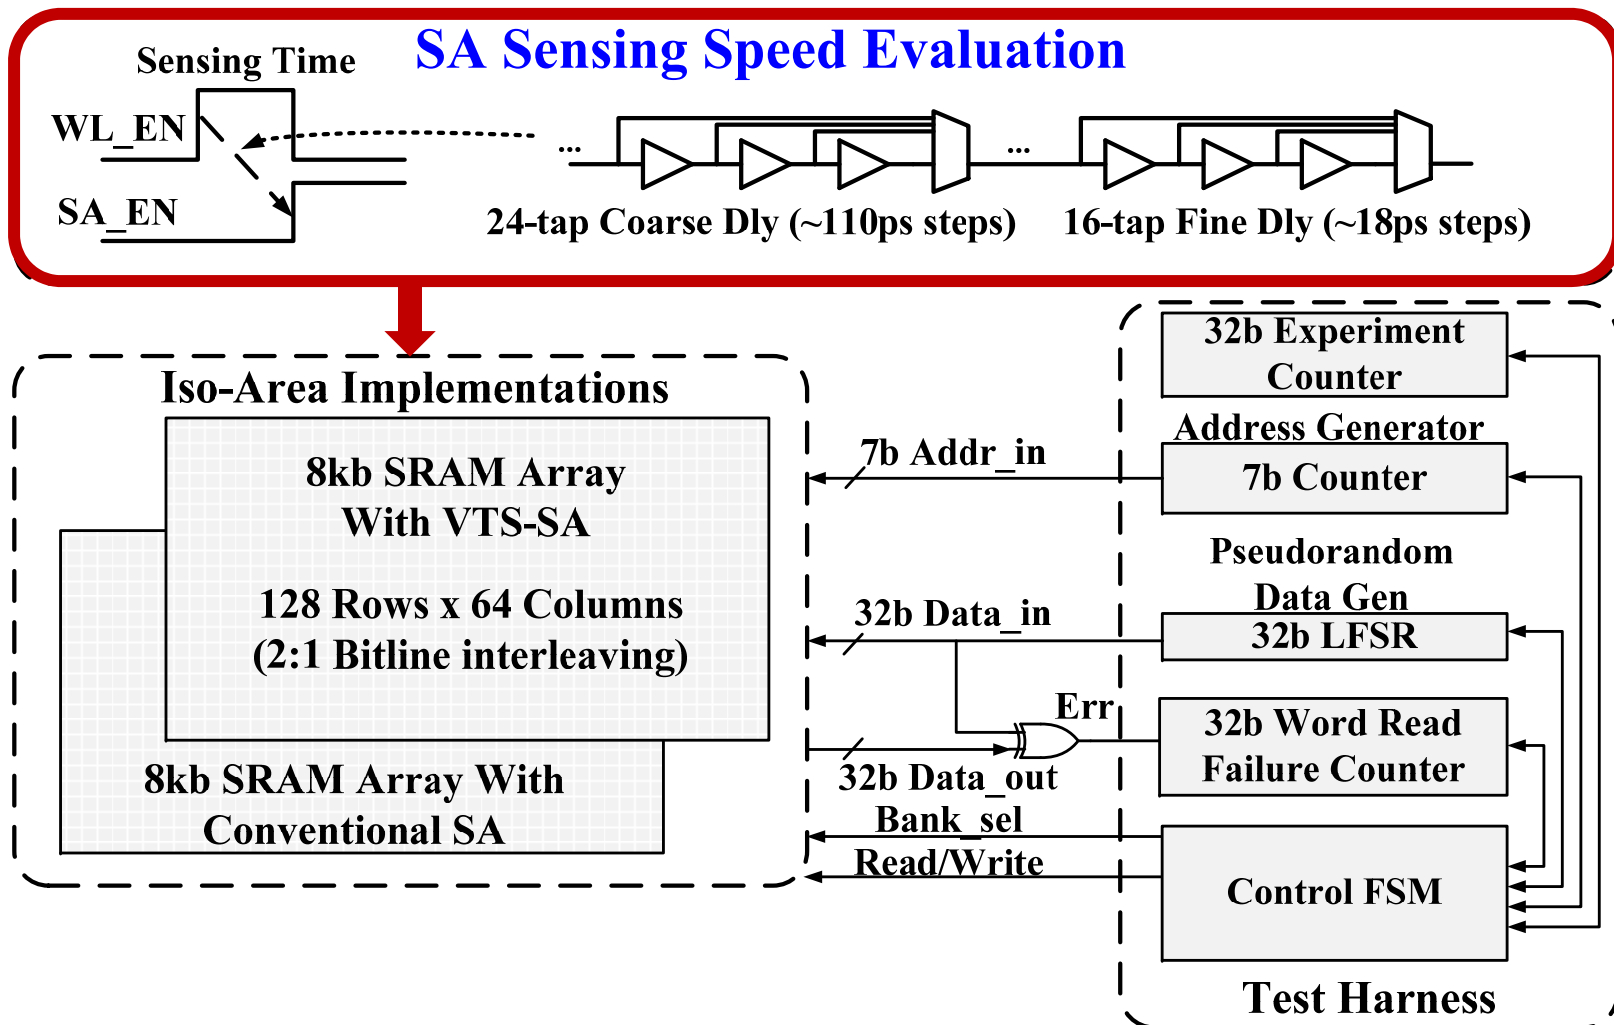 SA Sensing Speed Evaluation
Sensing Time
WL_EN
SA_EN
...
...
24-tap Coarse Dly (~110ps steps)
16-tap Fine Dly (~18ps steps)
Iso-Area Implementations
8kb SRAM Array
With VTS-SA
128 Rows x 64 Columns
(2:1 Bitline interleaving)
8kb SRAM Array With
Conventional SA
7b Addr_in
32b Data_in
Err
32b Data_out
Bank_sel
Read/Write
32b Experiment
Counter
Address Generator
7b Counter
Pseudorandom
Data Gen
32b LFSR
32b Word Read
Failure Counter
Control FSM
Test Harness